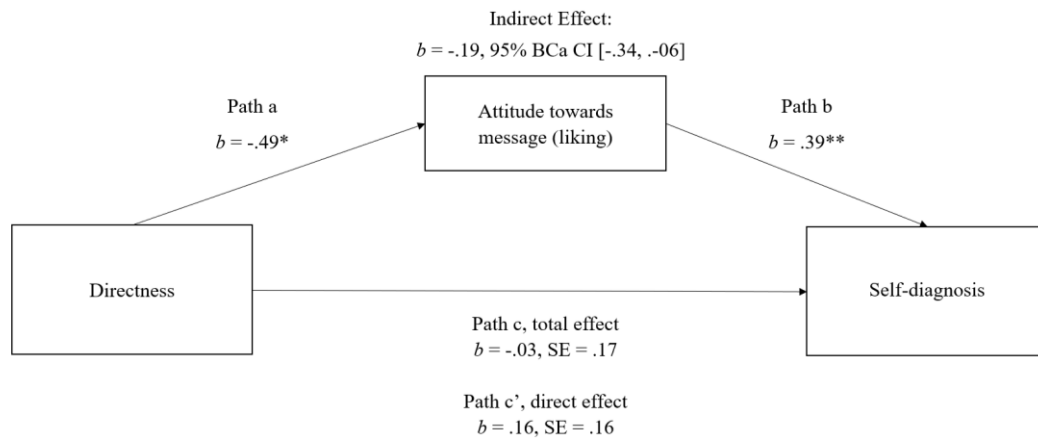 Indirect Effect:
b = -.19, 95% BCa CI [-.34, .-06]
Path a
b = -.49*
Attitude towards
message (liking)
Path b
b = .39**
Directness
Self-diagnosis
Path c, total effect
b = -.03, SE = .17
Path c’, direct effect
b = .16, SE = .16